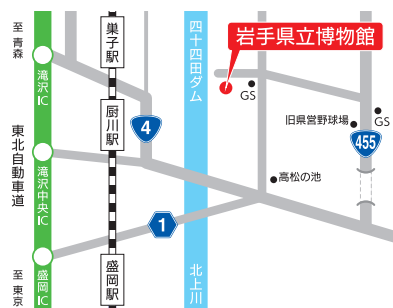 至 青森
滝沢IC
東北自動車道
滝沢中央IC
盛岡IC
至 東京
巣子駅
厨川駅
盛岡駅
4
1
四十四田ダム
北上川
岩手県立博物館
GS
旧県営野球場
GS
455
高松の池